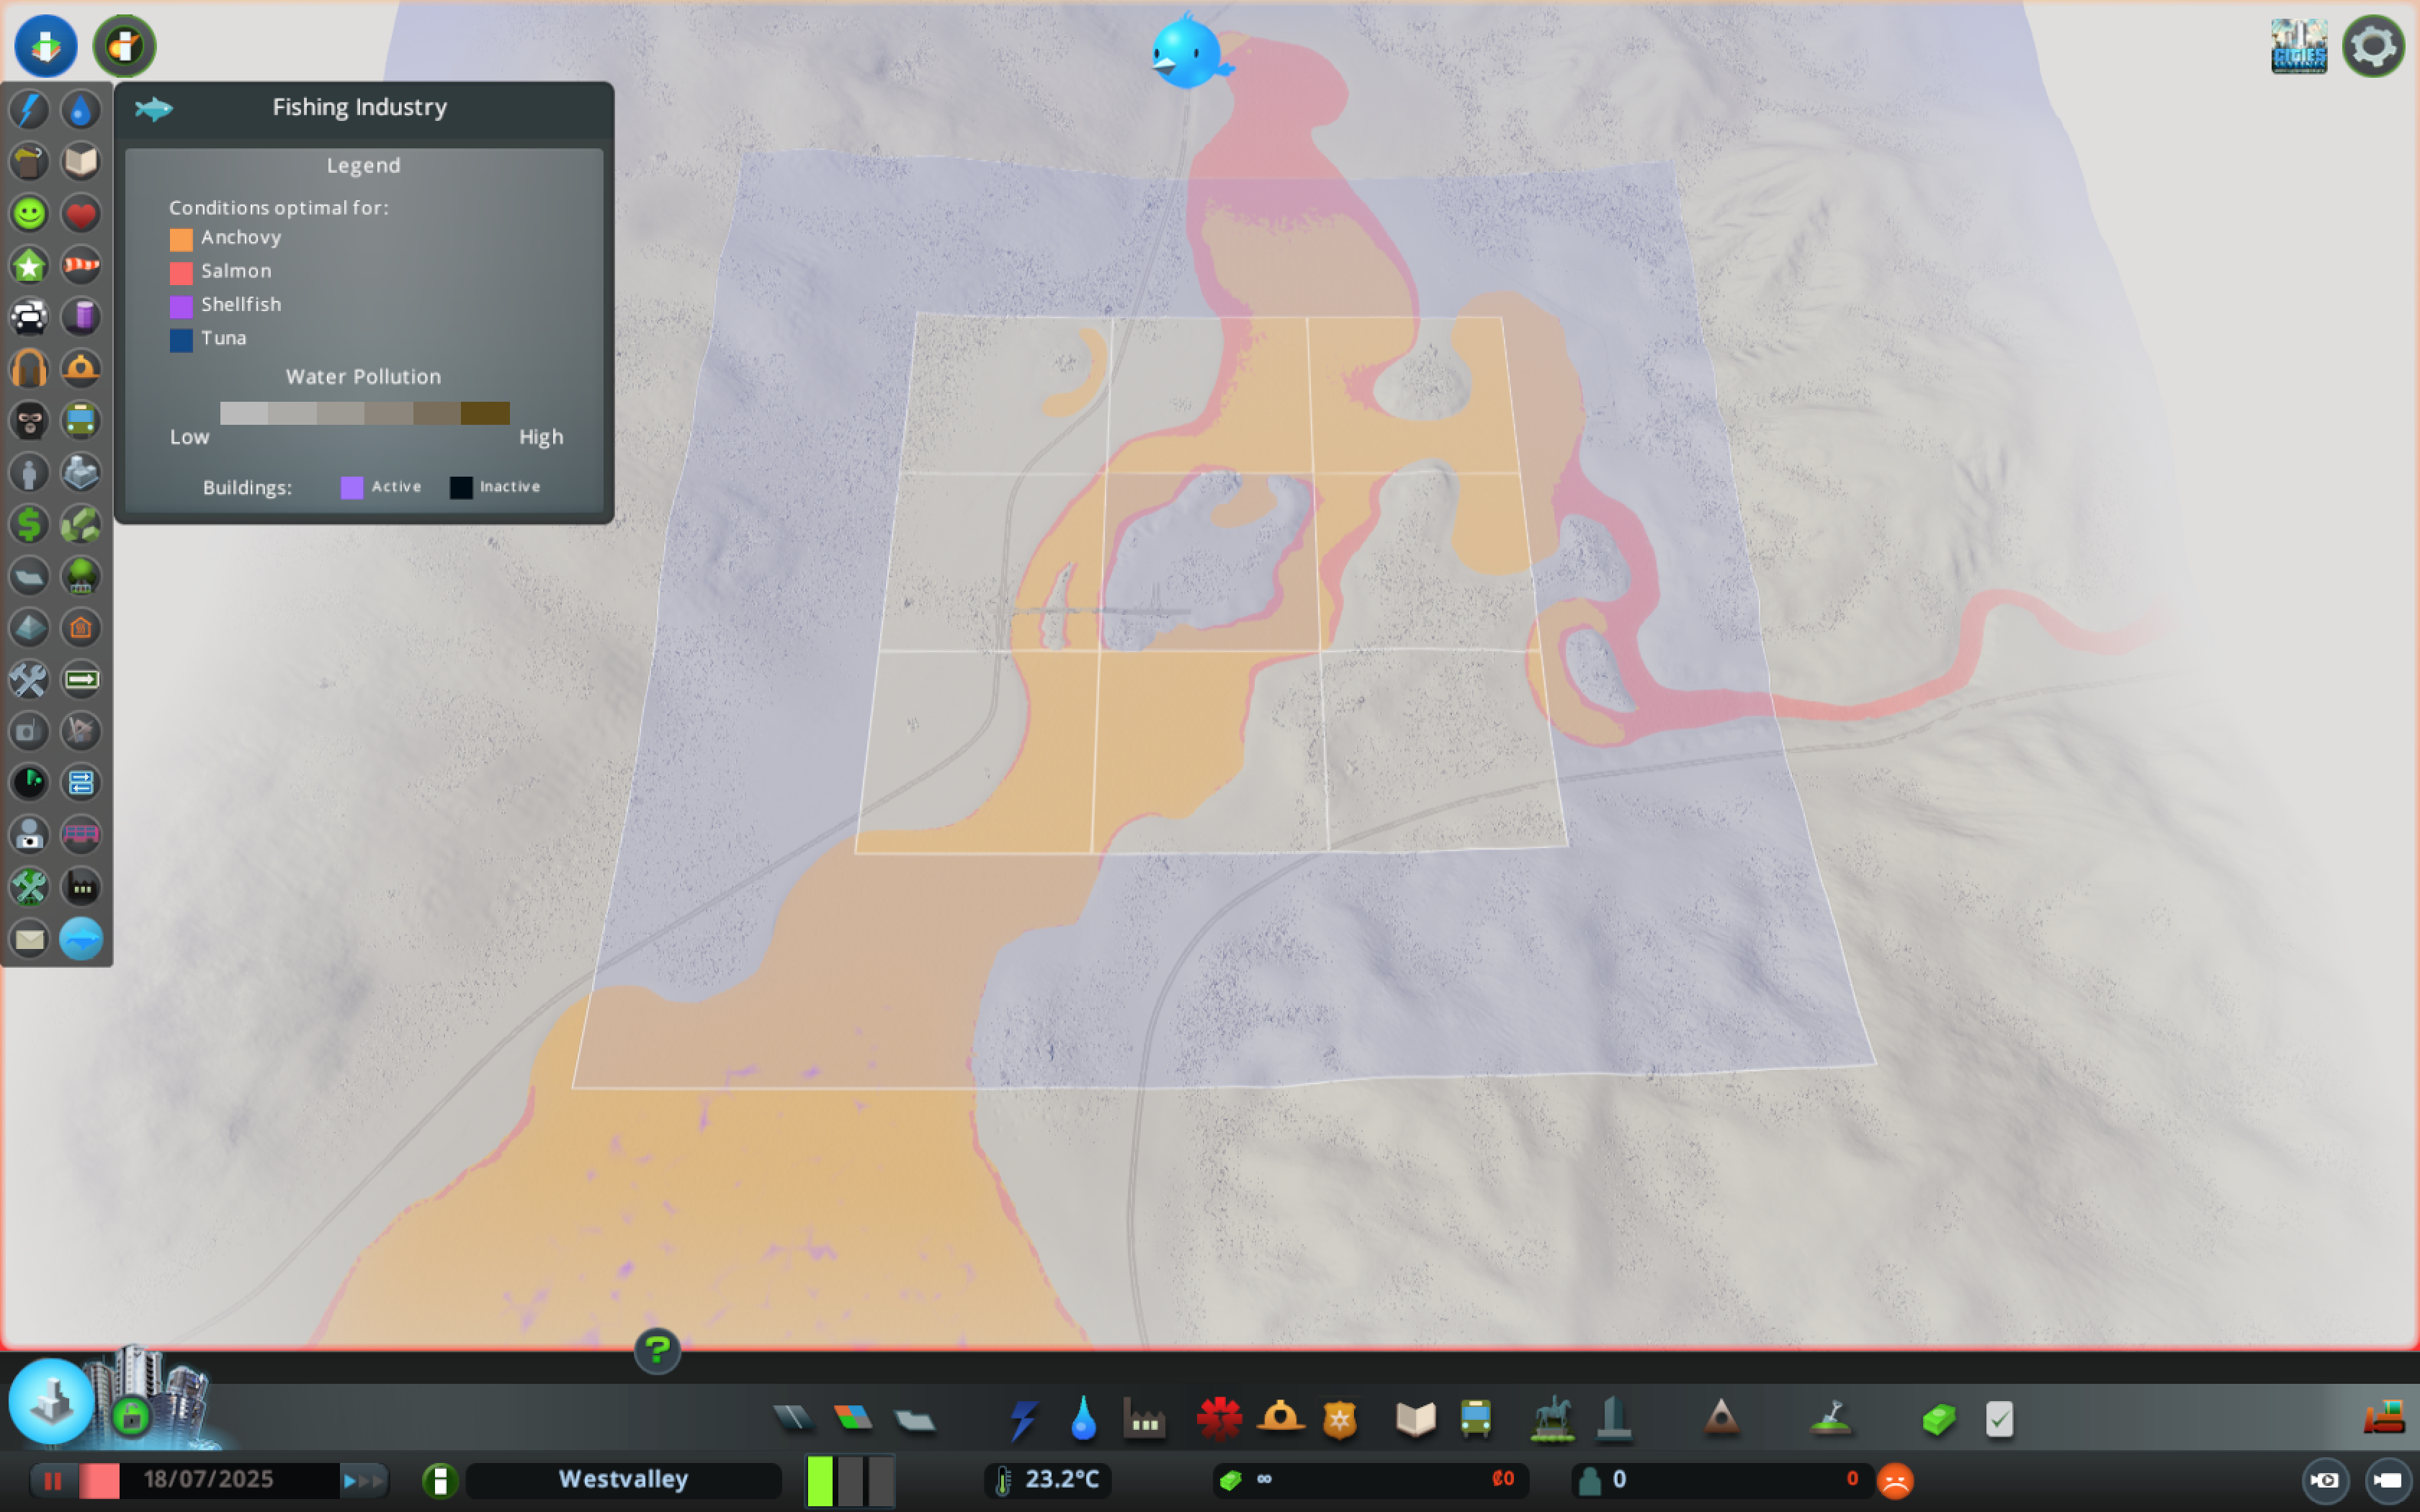 CITIES
Fishing Industry
Legend
Conditions optimal for:
Anchovy
Salmon
Shellfish
Tuna
Water Pollution
Low High
Buildings: Active Inactive
?
18/07/2025 Westvalley 23.2°C ∞ ₡0 0 0